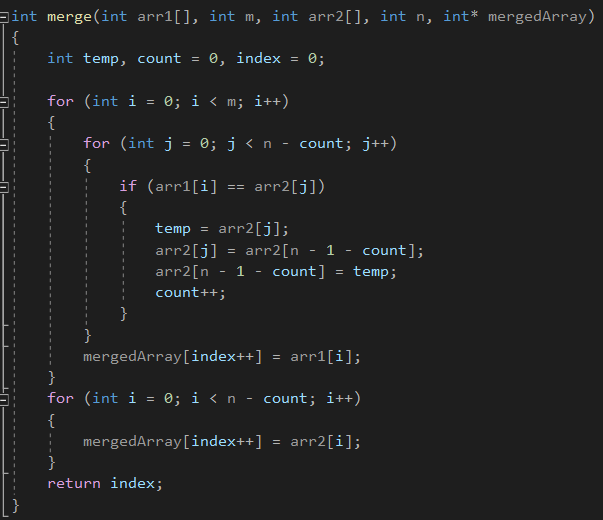 int merge(int arr1[], int m, int arr2[], int n, int* mergedArray)
{
    int temp, count = 0, index = 0;

    for (int i = 0; i < m; i++)
    {
        for (int j = 0; j < n - count; j++)
        {
            if (arr1[i] == arr2[j])
            {
                temp = arr2[j];
                arr2[j] = arr2[n - 1 - count];
                arr2[n - 1 - count] = temp;
                count++;
            }
        }
        mergedArray[index++] = arr1[i];
    }
    for (int i = 0; i < n - count; i++)
    {
        mergedArray[index++] = arr2[i];
    }
    return index;
}